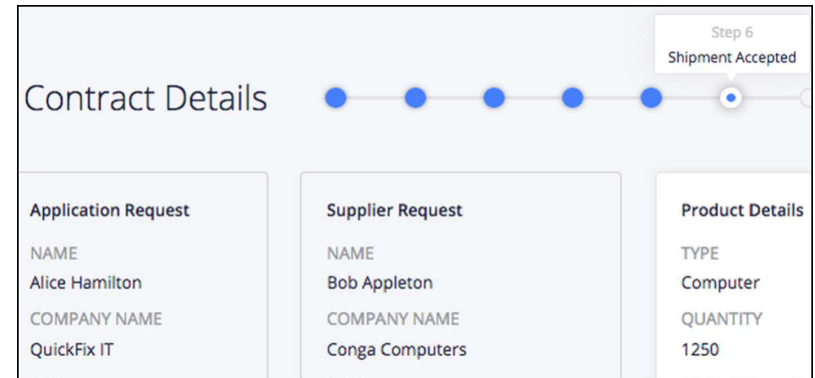 Step 6
Shipment Accepted
Contract Details
Application Request
NAME
Alice Hamilton
COMPANY NAME
QuickFix IT
Supplier Request
NAME
Bob Appleton
COMPANY NAME
Conga Computers
Product Details
TYPE
Computer
QUANTITY
1250